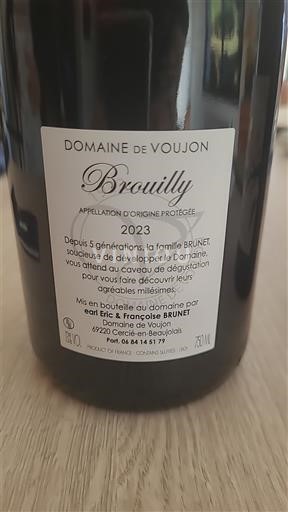 DOMAINE DE VOUJON
Brouilly
APPELLATION D'ORIGINE PROTÉGÉE
2023
Depuis 5 générations, la famille BRUNET,
soucieuse de développer le Domaine,
vous attend au caveau de dégustation
pour vous faire découvrir leurs
agréables millésimes.
Mis en bouteille au domaine par
earl Eric & Françoise BRUNET
Domaine de Voujon
69220 Cercié-en-Beaujolais
Port. 06 84 14 51 79
VOL.
750 ML
PRODUCT OF FRANCE - CONTAINS SULFITES